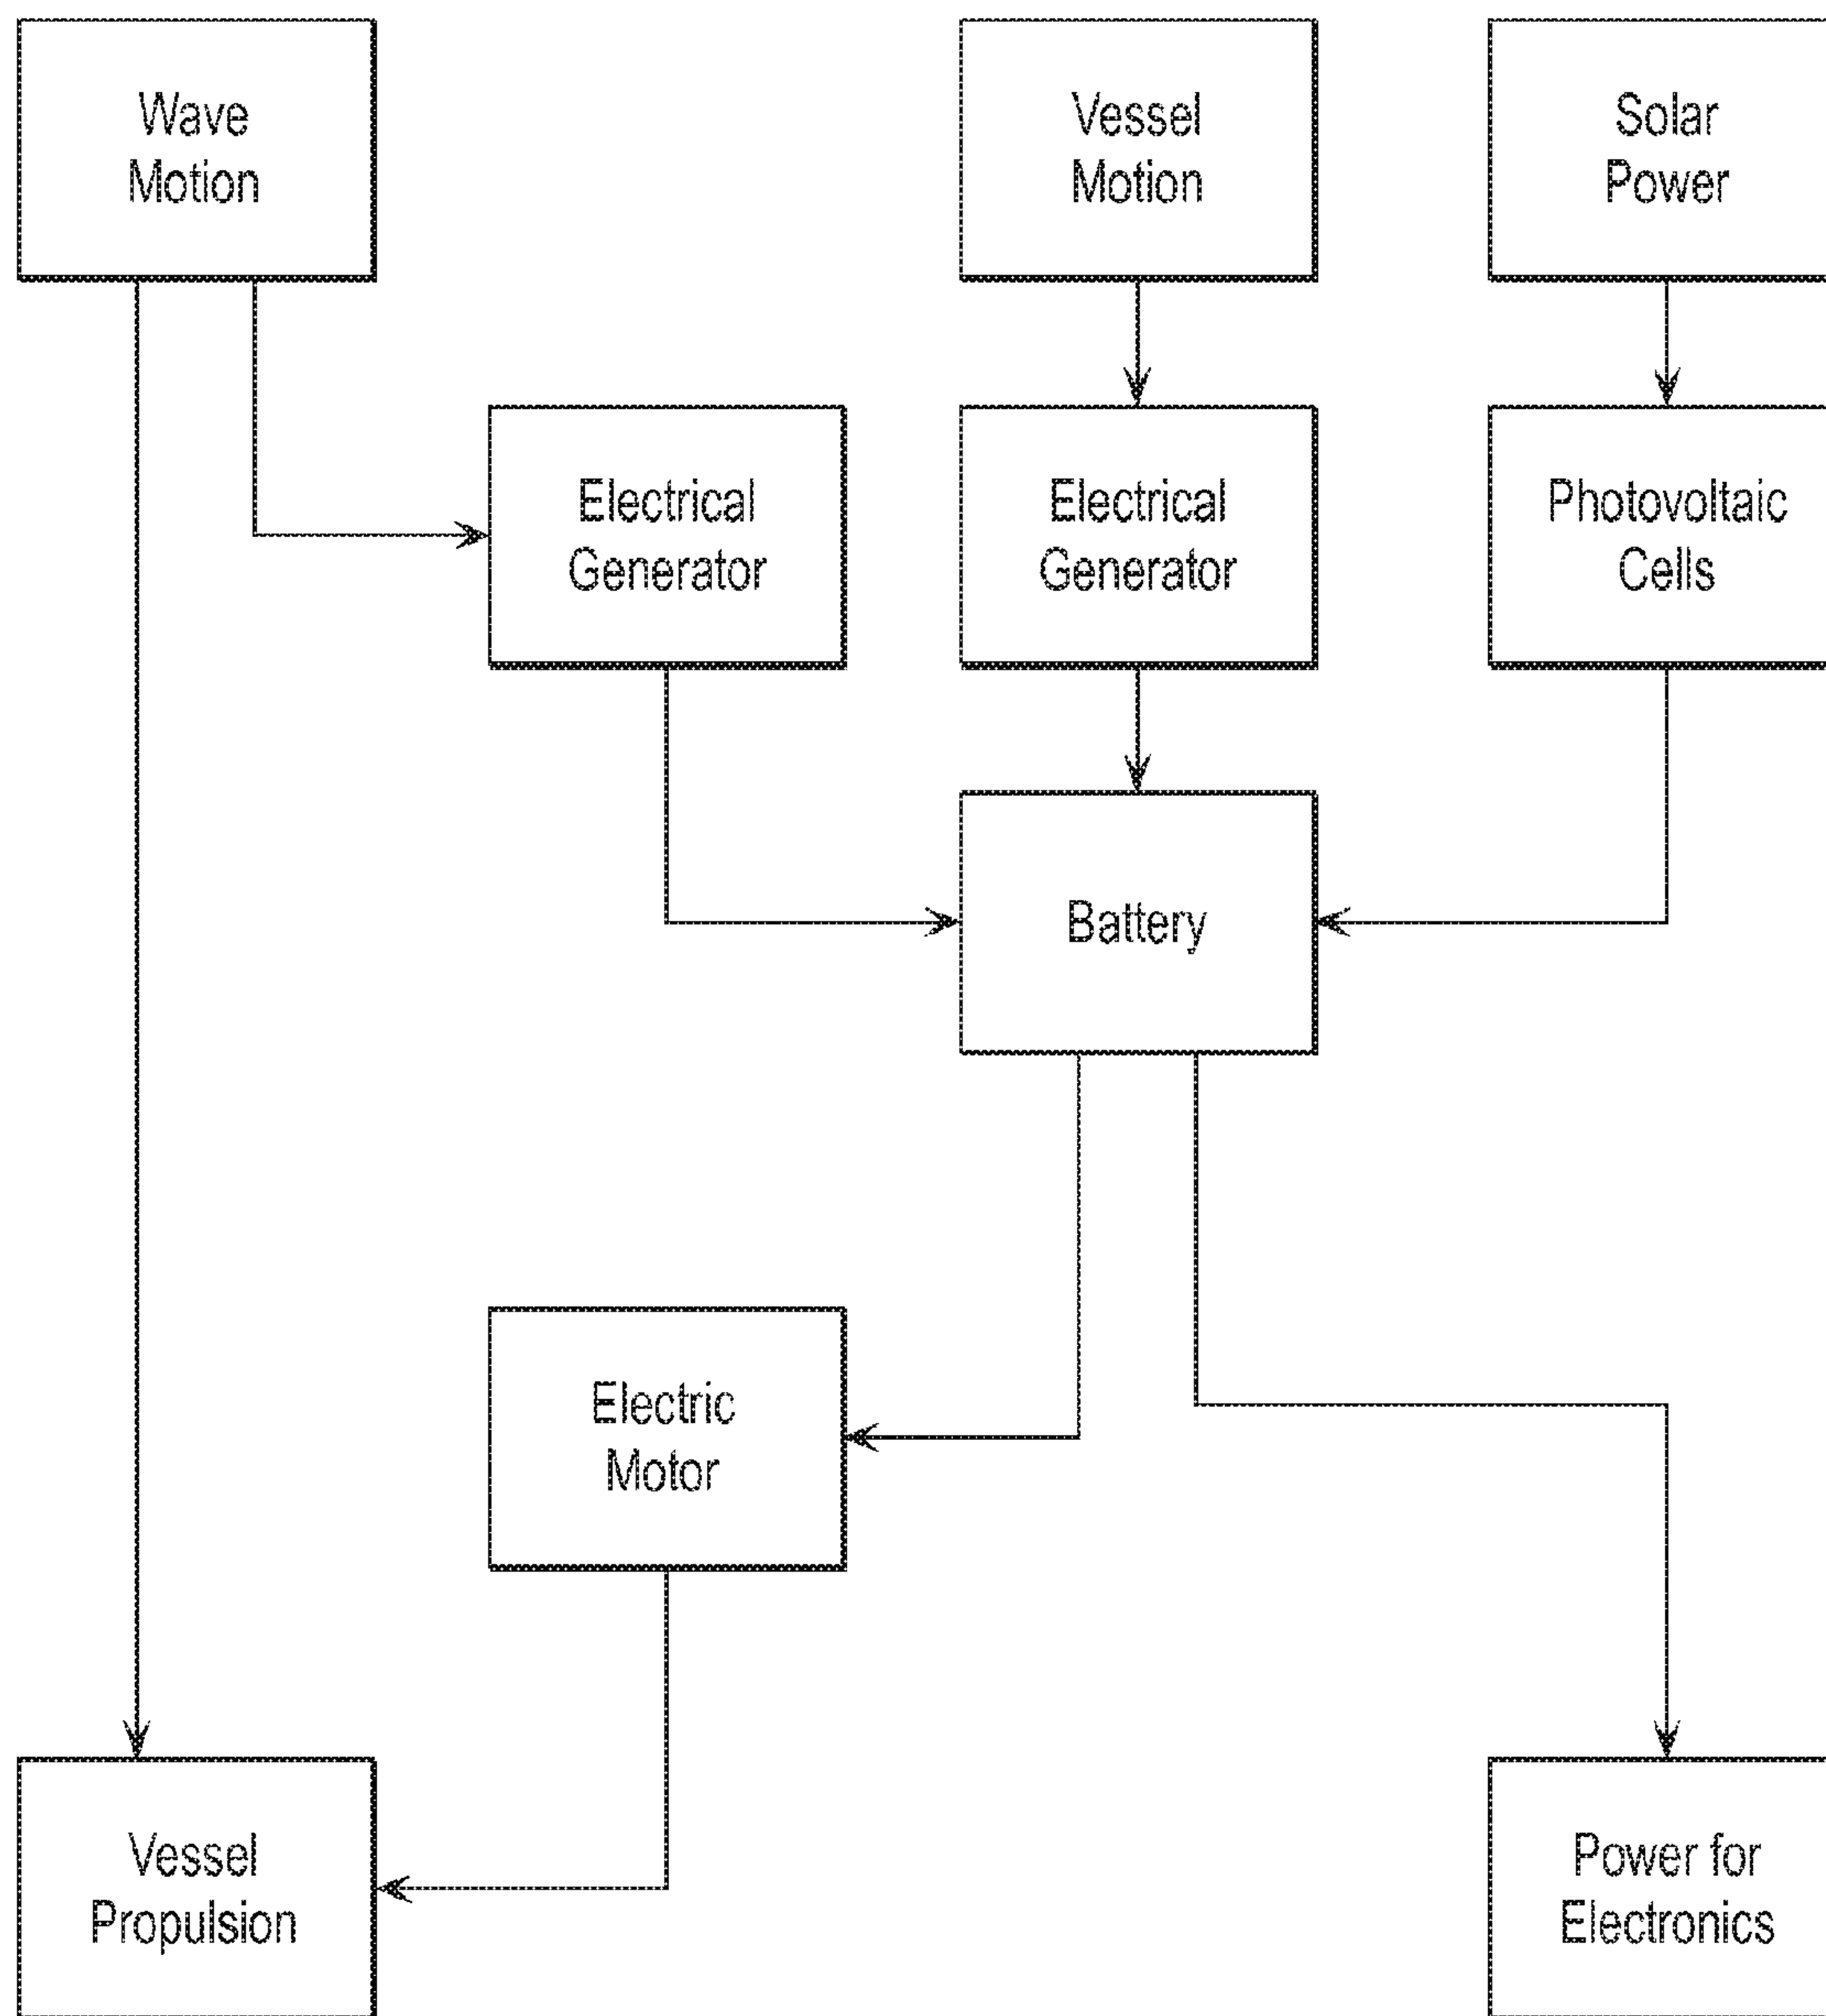 Wave
Motion
Vessel
Motion
Solar
Power
Electrical
Generator
Electrical
Generator
Photovoltaic
Cells
Battery
Electric
Motor
Vessel
Propulsion
Power for
Electronics